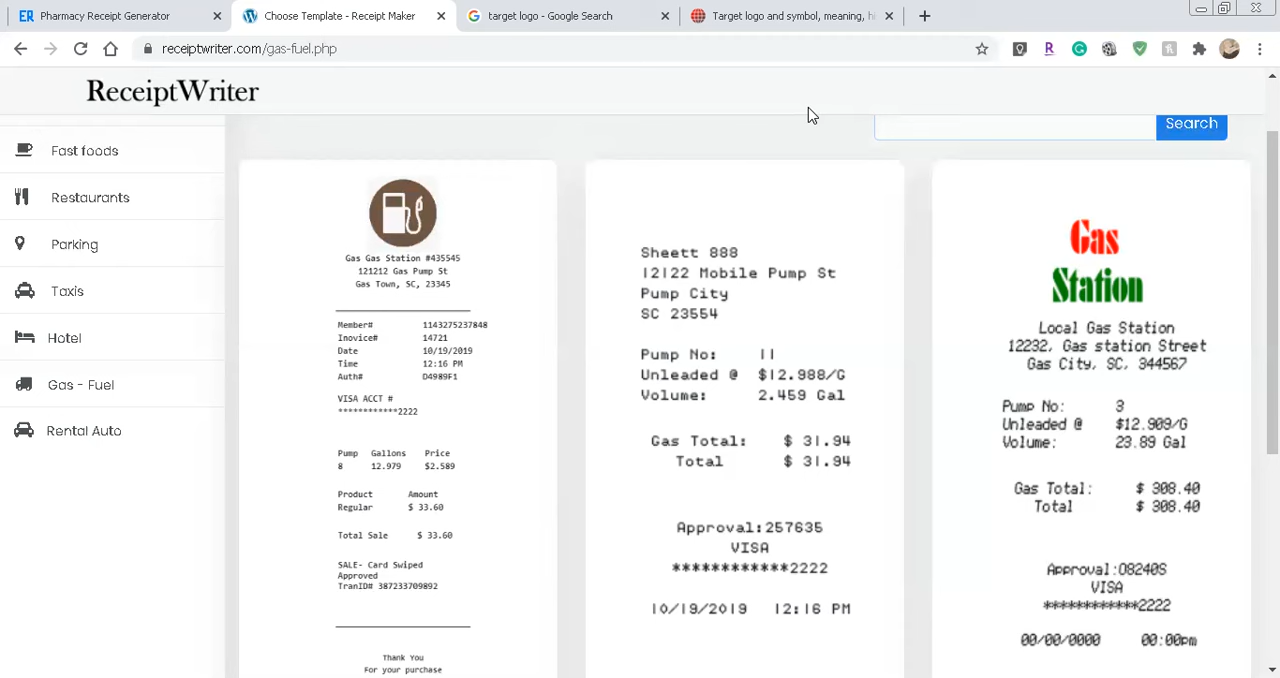 Pharmacy Receipt Generator
Choose Template - Receipt Maker
target logo - Google Search
Target logo and symbol, meaning, hi
receiptwriter.com/gas-fuel.php
ReceiptWriter
Search
Fast foods
Restaurants
Parking
Taxis
Hotel
Gas - Fuel
Rental Auto
Gas Gas Station #435545
121212 Gas Pump St
Gas Town, SC, 23345
Member# 1143275237848
Inovice# 14721
Date 10/19/2019
Time 12:16 PM
Auth# D4989F1
VISA ACCT #
************2222
Pump Gallons Price
8 12.979 $2.589
Product Amount
Regular $ 33.60
Total Sale $ 33.60
SALE- Card Swiped
Approved
TranID# 387233709892
Thank You
For your purchase
Sheett 888
12122 Mobile Pump St
Pump City
SC 23554
Pump No: 11
Unleaded @ $12.988/G
Volume: 2.459 Gal
Gas Total: $ 31.94
Total $ 31.94
Approval:257635
VISA
************2222
10/19/2019 12:16 PM
Gas
Station
Local Gas Station
12232, Gas station Street
Gas City, SC, 344567
Pump No: 3
Unleaded @ $12.909/G
Volume: 23.89 Gal
Gas Total: $ 308.40
Total $ 308.40
Approval:08240S
VISA
************2222
00/00/0000 00:00pm